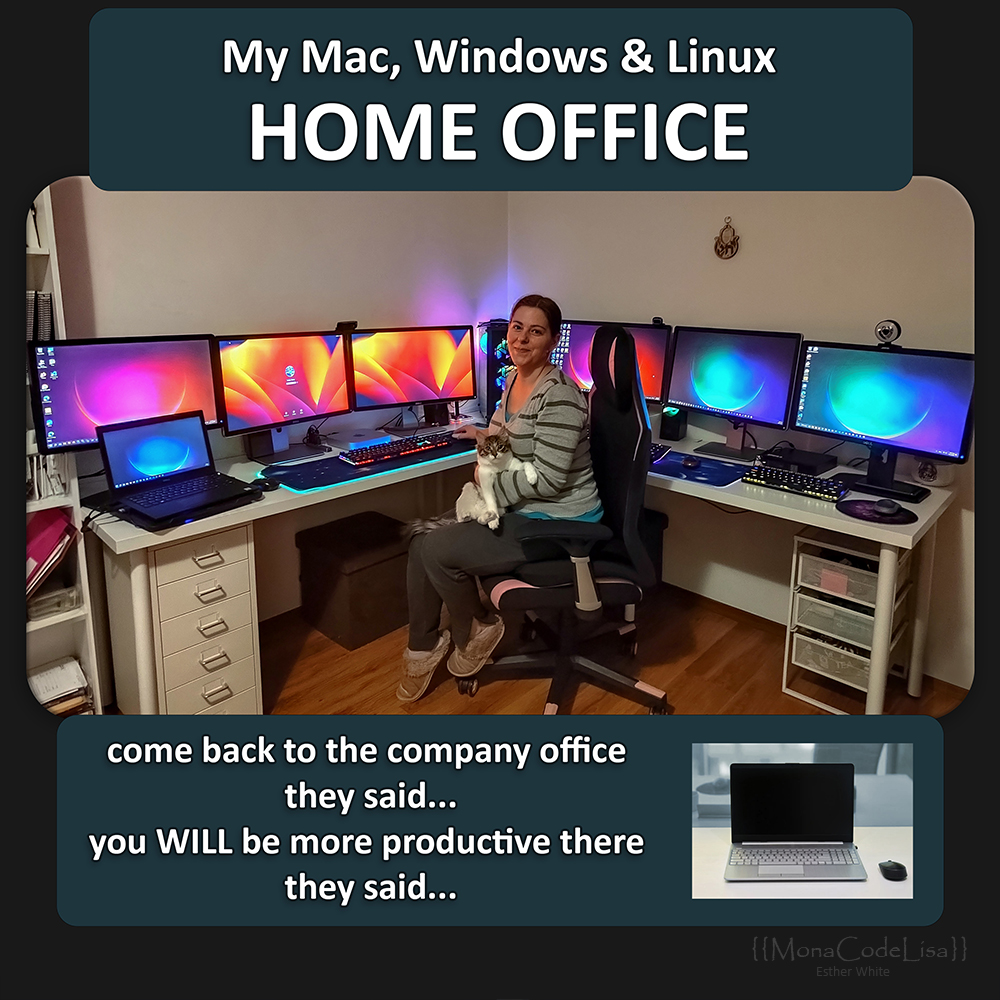 My Mac, Windows & Linux
HOME OFFICE
come back to the company office
they said...
you WILL be more productive there
they said...
{{MonaCodeLisa}}
Esther White